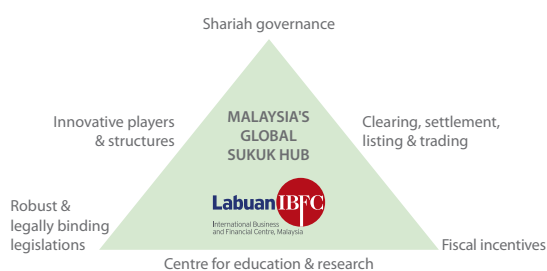 Shariah governance
Innovative players
& structures
MALAYSIA'S
GLOBAL
SUKUK HUB
Clearing, settlement,
listing & trading
Labuan IBFC
International Business
and Financial Centre, Malaysia
Robust &
legally binding
legislations
Fiscal incentives
Centre for education & research